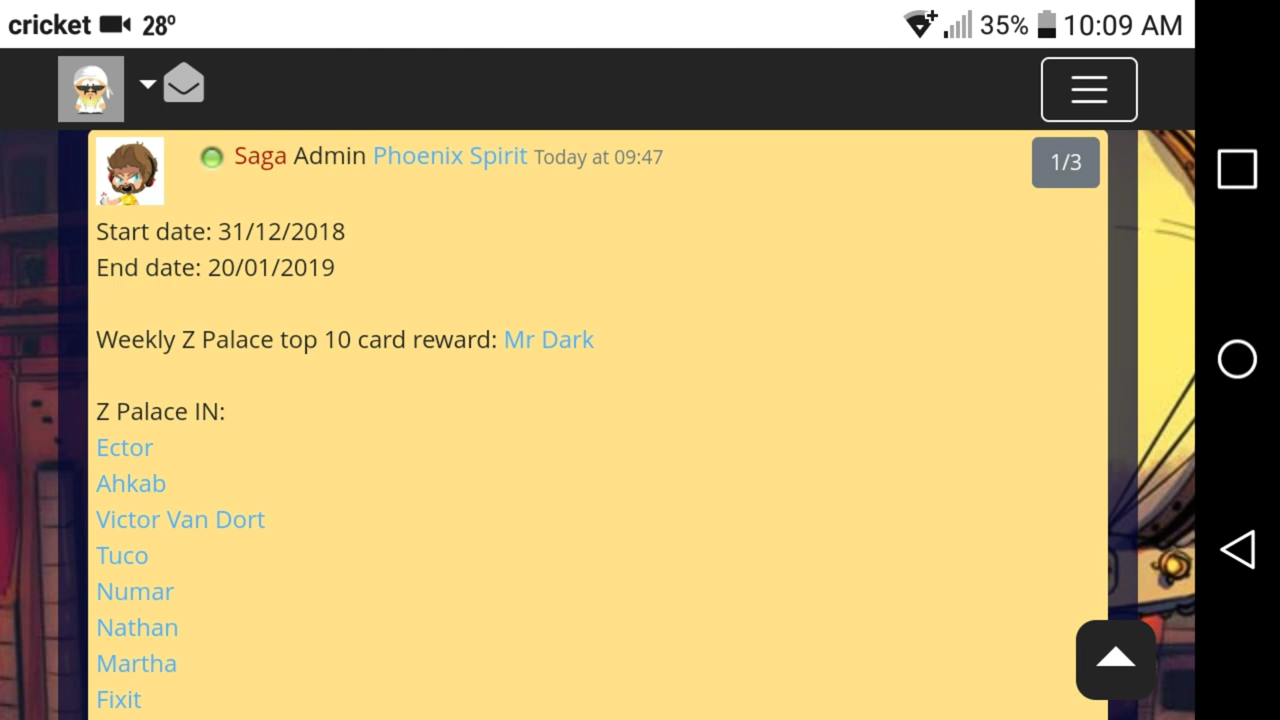 cricket 28° 35% 10:09 AM
Saga Admin Phoenix Spirit Today at 09:47 1/3
Start date: 31/12/2018
End date: 20/01/2019
Weekly Z Palace top 10 card reward: Mr Dark
Z Palace IN:
Ector
Ahkab
Victor Van Dort
Tuco
Numar
Nathan
Martha
Fixit